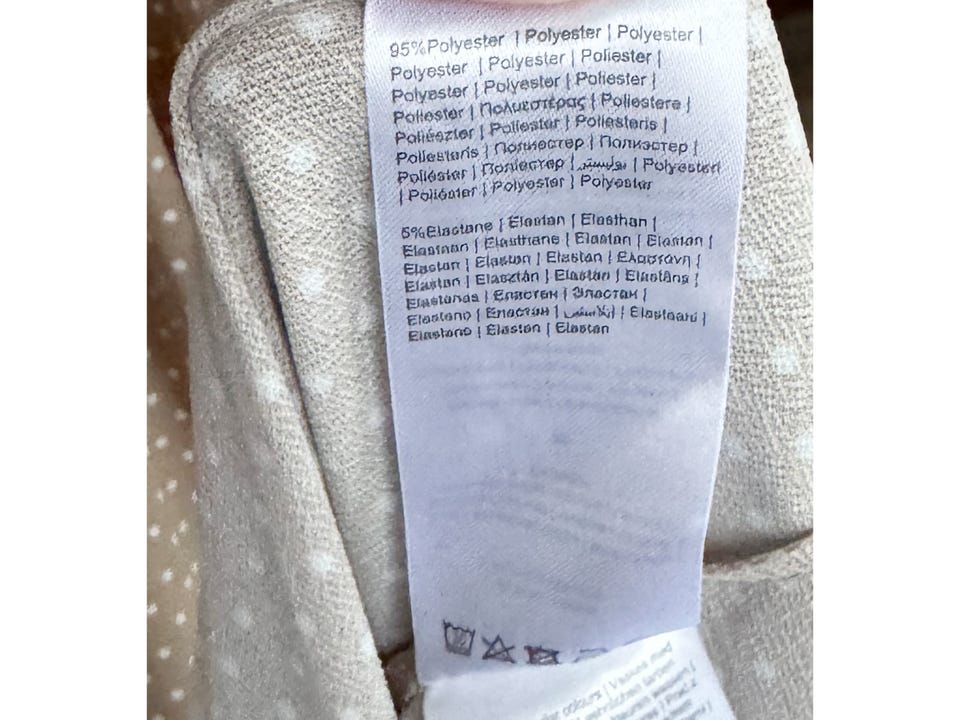 95%Polyester | Polyester | Polyester |
Polyester | Polyester | Poliester |
Polyester | Polyester | Poliester |
Poliester | Πολυεστέρας | Poliestere |
Poliészter | Poliester | Poliesteris |
Poliesteris | Полиестер | Полиэстер |
Poliéster | Поліестер | بوليستر | Polyesteri
| Poliéster | Polyester | Polyester
5%Elastane | Elastan | Elasthan |
Elastaan | Elasthane | Elastan | Elastan |
Elastan | Elastan | Elastan | Ελαστάνη |
Elastan | Elasztán | Elastan | Elastāns |
Elastanas | Еластен | Эластан |
Elastano | Еластан | إيلاستين | Elastaani |
Elastano | Elastan | Elastan